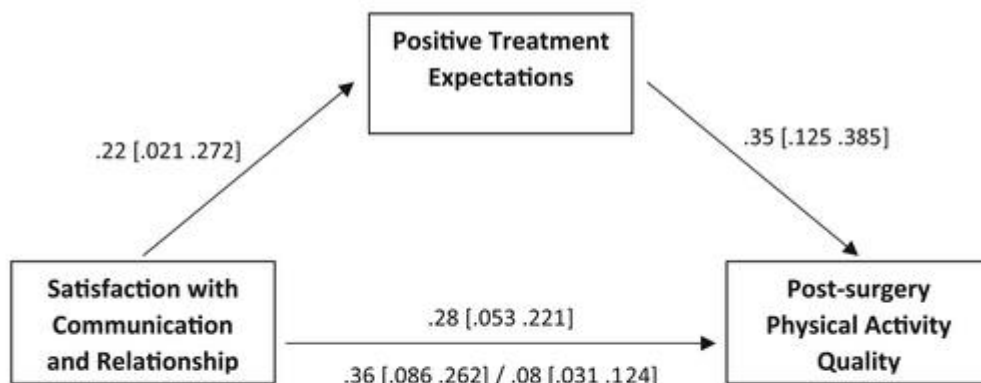 Positive Treatment
Expectations
.22 [.021 .272]
.35 [.125 .385]
Satisfaction with
Communication
and Relationship
.28 [.053 .221]
.36 [.086 .262] / .08 [.031 .124]
Post-surgery
Physical Activity
Quality